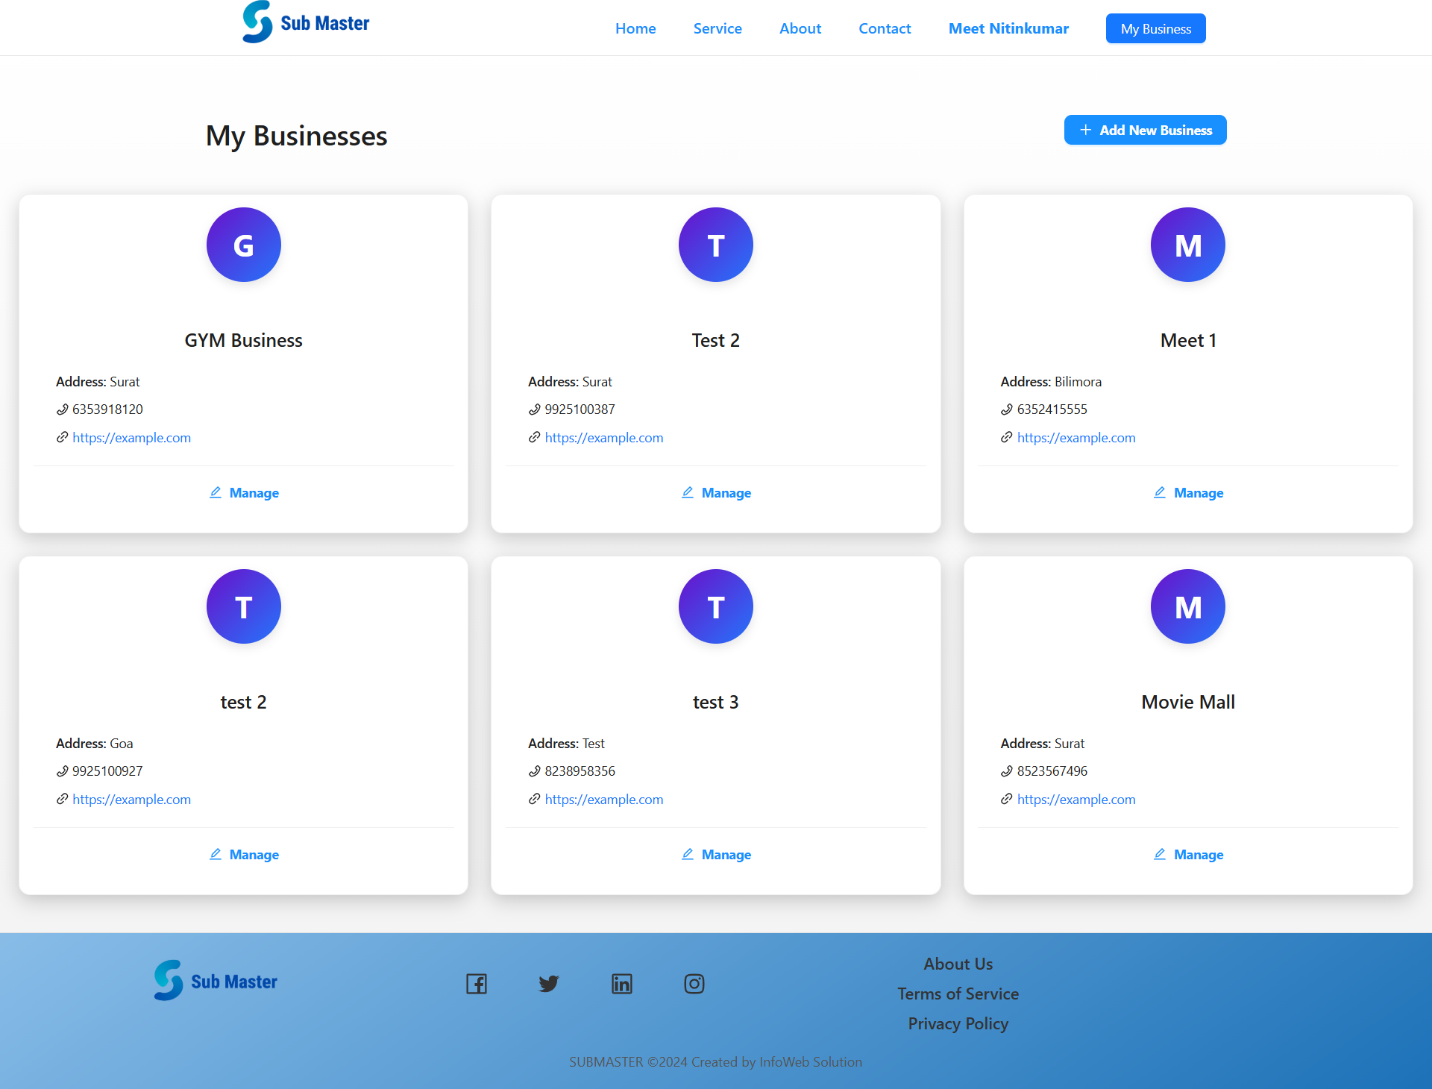 Sub Master
Home Service About Contact Meet Nitinkumar My Business
My Businesses
Add New Business
G
GYM Business
Address: Surat
6353918120
https://example.com
Manage
T
Test 2
Address: Surat
9925100387
https://example.com
Manage
M
Meet 1
Address: Bilimora
6352415555
https://example.com
Manage
T
test 2
Address: Goa
9925100927
https://example.com
Manage
T
test 3
Address: Test
8238958356
https://example.com
Manage
M
Movie Mall
Address: Surat
8523567496
https://example.com
Manage
Sub Master
About Us
Terms of Service
Privacy Policy
SUBMASTER ©2024 Created by InfoWeb Solution